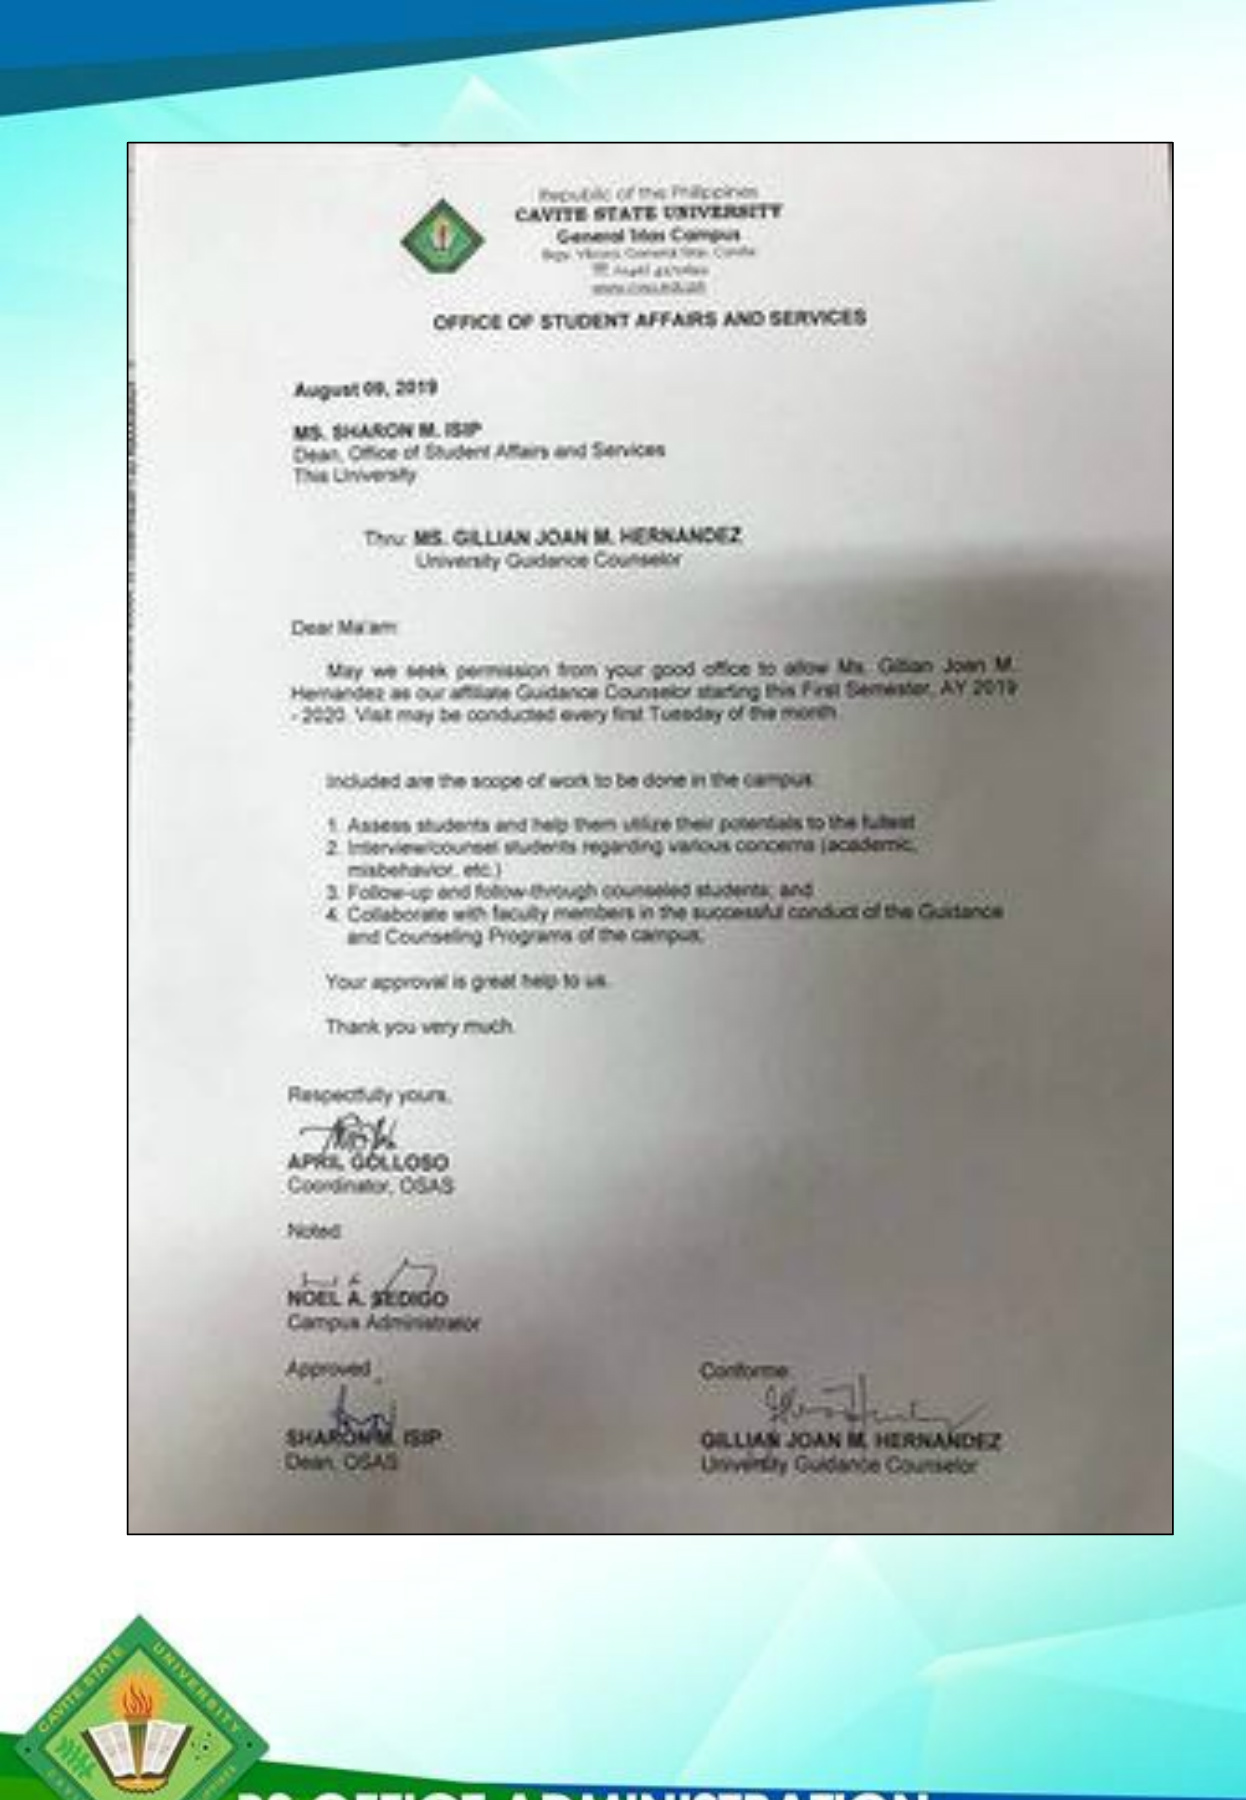 Republic of the Philippines
CAVITE STATE UNIVERSITY
General Trias Campus
OFFICE OF STUDENT AFFAIRS AND SERVICES
August 09, 2019
MS. SHARON M. ISIP
Dean, Office of Student Affairs and Services
This University
Thru: MS. GILLIAN JOAN M. HERNANDEZ
University Guidance Counselor
Dear Ma'am:
May we seek permission from your good office to allow Ms. Gillian Joan M.
Hernandez as our affiliate Guidance Counselor starting this First Semester, AY 2019
- 2020. Visit may be conducted every first Tuesday of the month.
Included are the scope of work to be done in the campus:
1. Assess students and help them utilize their potentials to the fullest
2. Interview/counsel students regarding various concerns (academic,
misbehavior, etc.)
3. Follow-up and follow-through counseled students; and
4. Collaborate with faculty members in the successful conduct of the Guidance
and Counseling Programs of the campus;
Your approval is great help to us.
Thank you very much.
Respectfully yours,
APRIL GOLLOSO
Coordinator, OSAS
Noted:
NOEL A. SEDIGO
Campus Administrator
Approved
SHARON M. ISIP
Dean, OSAS
Conforme:
GILLIAN JOAN M. HERNANDEZ
University Guidance Counselor
CAVITE STATE UNIVERSITY
BS OFFICE ADMINISTRATION